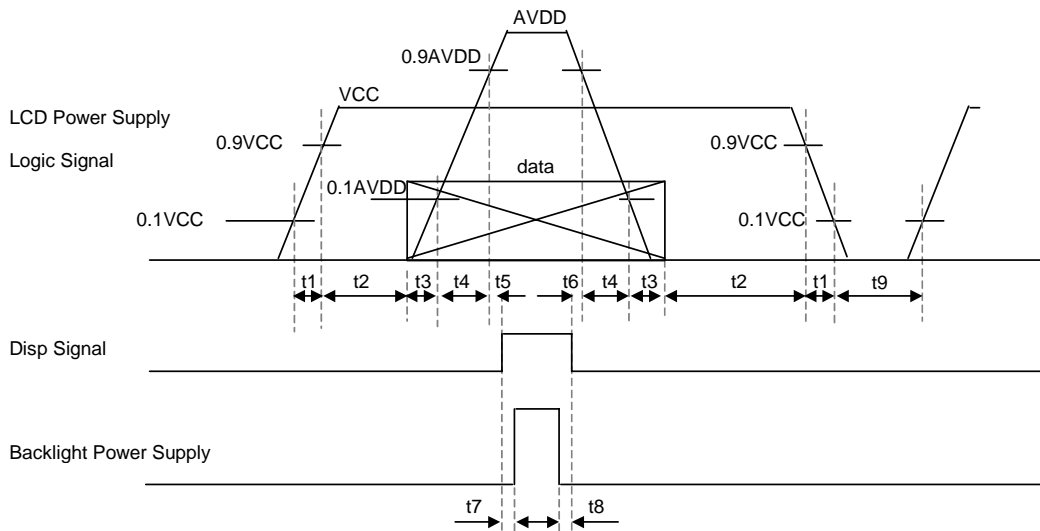 AVDD
0.9AVDD
VCC
LCD Power Supply
0.9VCC 0.9VCC
Logic Signal
data
0.1AVDD
0.1VCC 0.1VCC
t1 t2 t3 t4 t5 t6 t4 t3 t2 t1 t9
Disp Signal
Backlight Power Supply
t7 t8